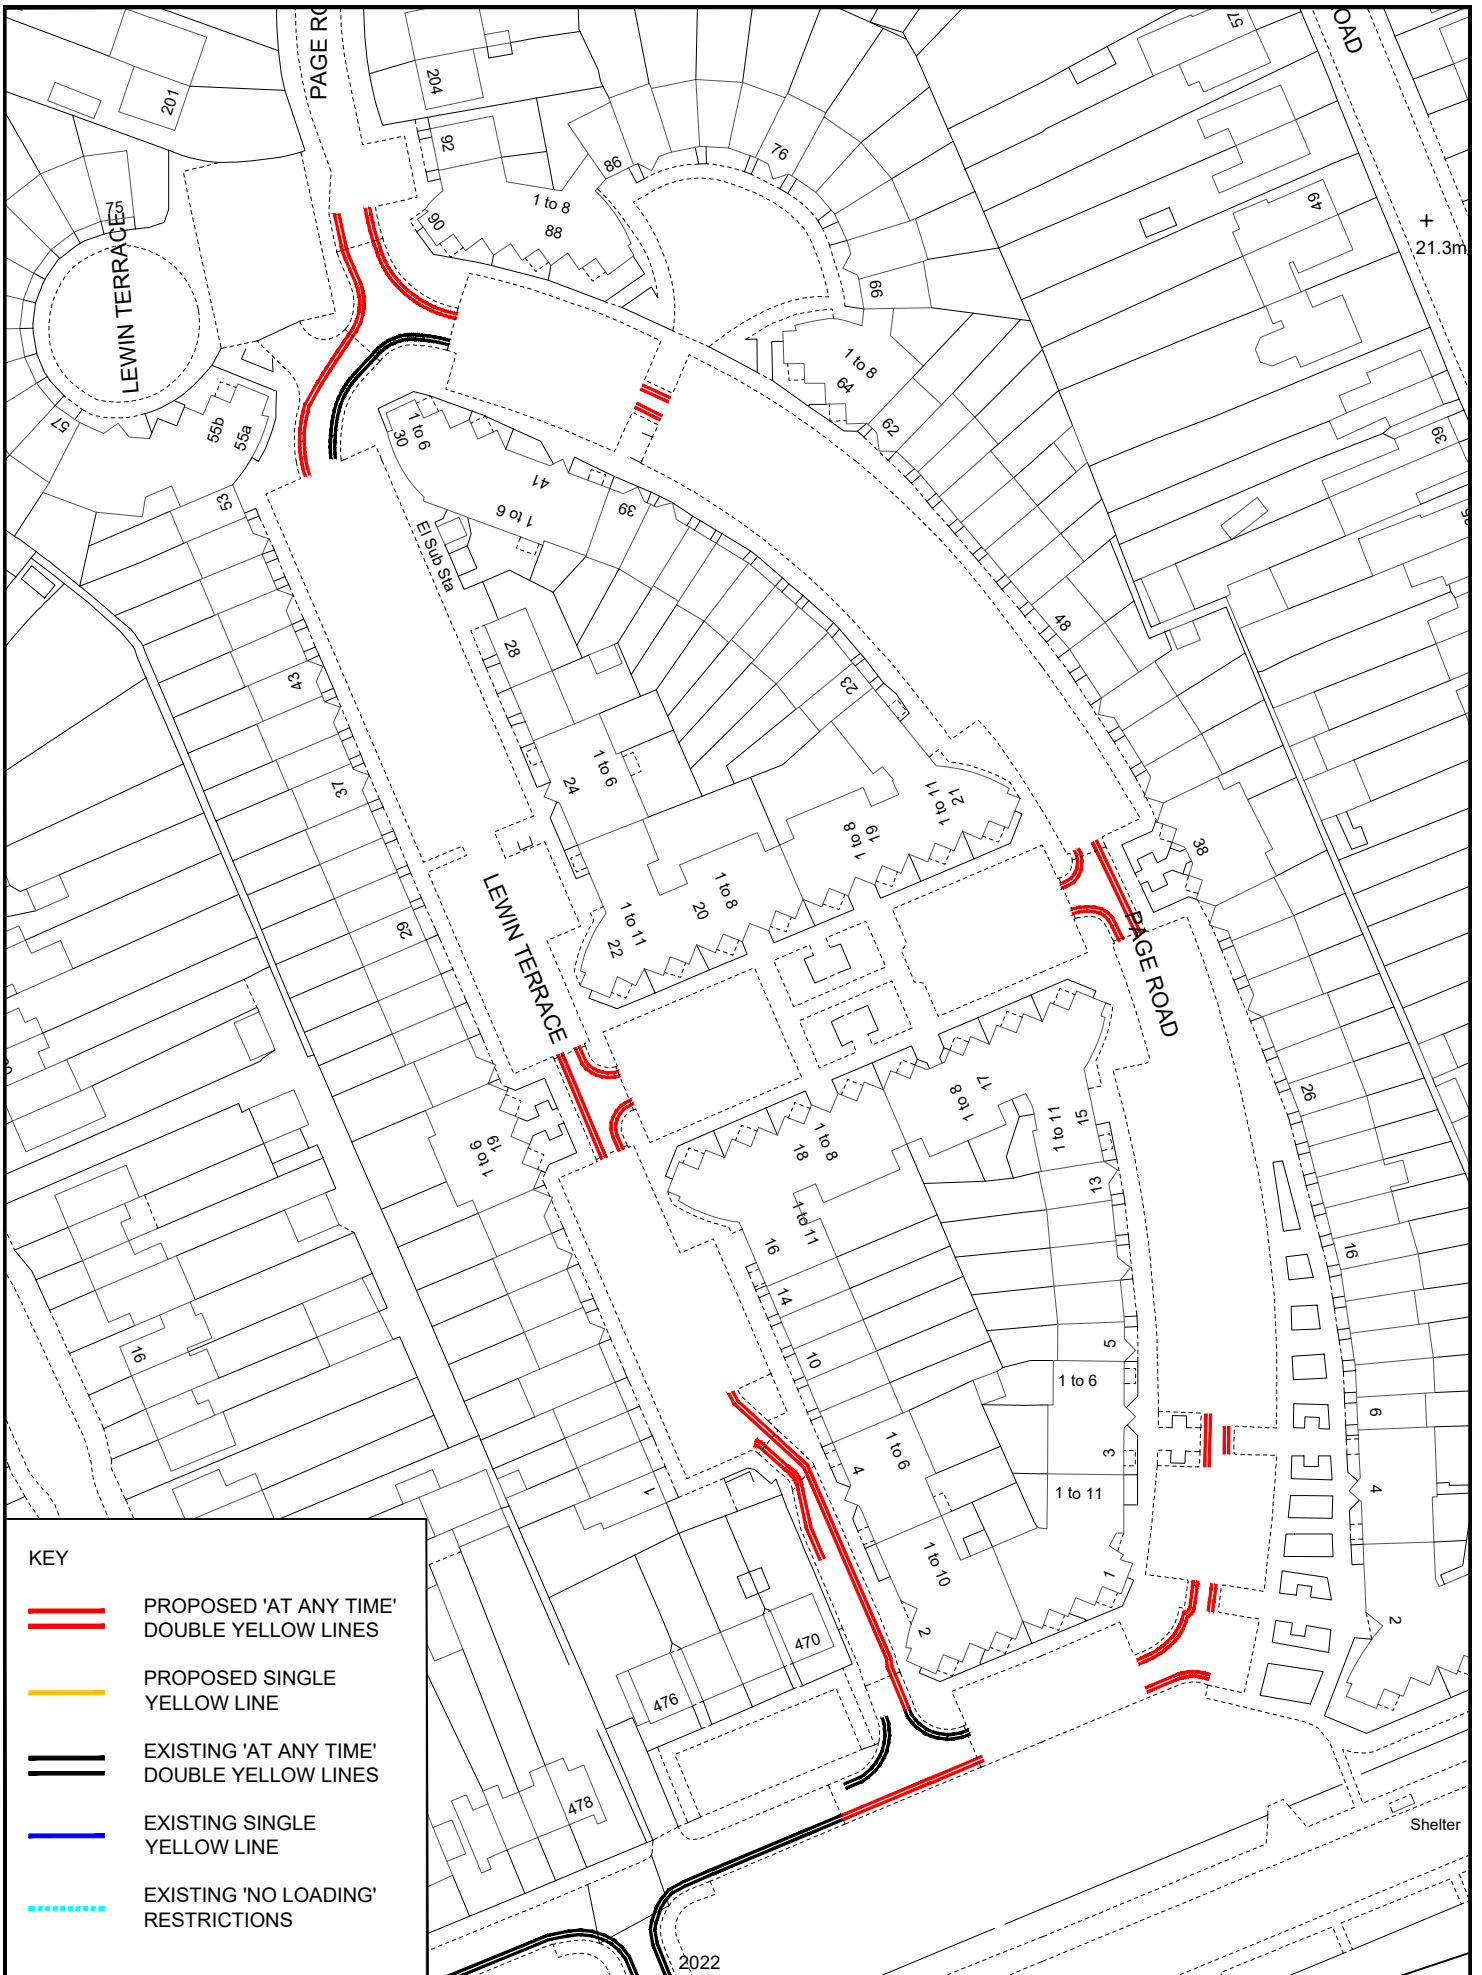 PAGE RO
204
201
57
OAD
92
86
76
1 to 8
88
90
49
21.3m
75
LEWIN TERRACE
66
1 to 8
64
62
57
55b
55a
1 to 6
30
41
1 to 6
39
39
53
El Sub Sta
48
28
43
23
37
24
1 to 6
21
1 to 11
19
1 to 8
38
LEWIN TERRACE
1 to 8
20
29
1 to 11
22
PAGE ROAD
26
17
1 to 8
15
1 to 11
19
1 to 6
1 to 8
18
13
16
1 to 11
16
14
10
5
16
1 to 6
6
1 to 6
4
3
4
1
1 to 11
1 to 10
1
2
2
470
476
478
Shelter
2022
KEY
PROPOSED 'AT ANY TIME'
DOUBLE YELLOW LINES
PROPOSED SINGLE
YELLOW LINE
EXISTING 'AT ANY TIME'
DOUBLE YELLOW LINES
EXISTING SINGLE
YELLOW LINE
EXISTING 'NO LOADING'
RESTRICTIONS